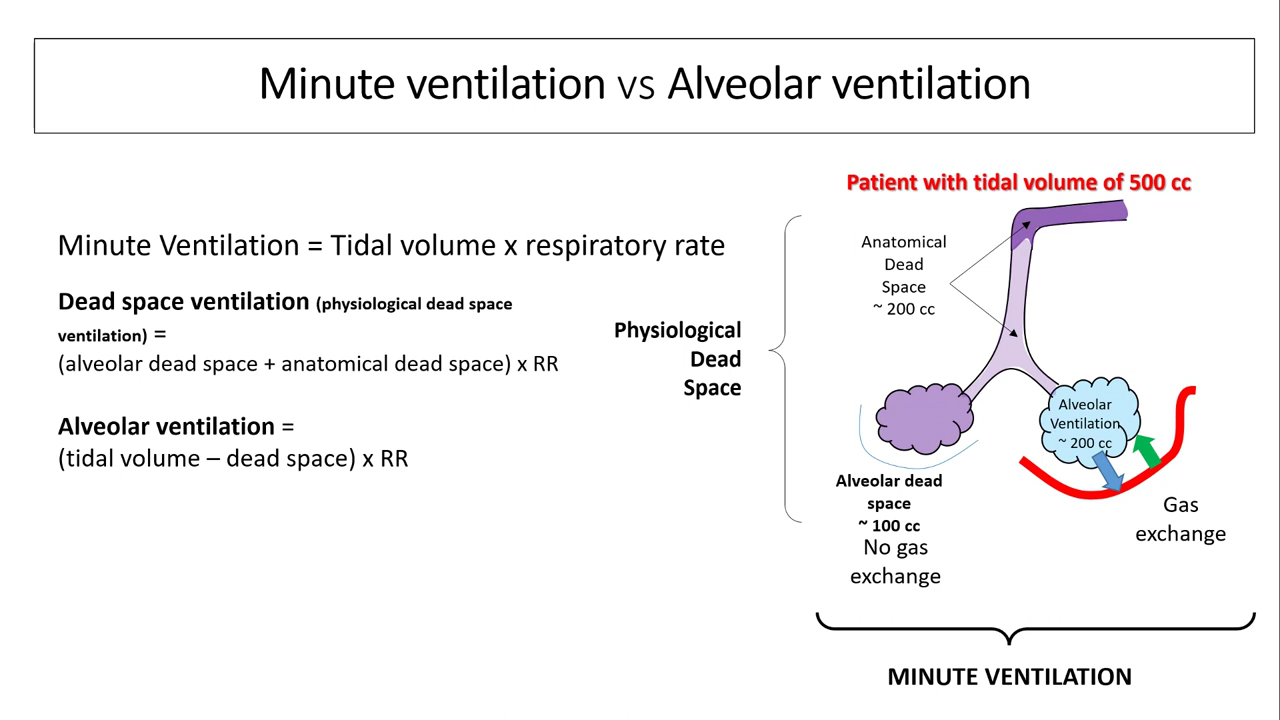 Minute ventilation vs Alveolar ventilation
Minute Ventilation = Tidal volume x respiratory rate
Dead space ventilation (physiological dead space
ventilation) =
(alveolar dead space + anatomical dead space) x RR
Alveolar ventilation =
(tidal volume – dead space) x RR
Physiological
Dead
Space
Patient with tidal volume of 500 cc
Anatomical
Dead
Space
~ 200 cc
Alveolar
Ventilation
~ 200 cc
Alveolar dead
space
~ 100 cc
No gas
exchange
Gas
exchange
MINUTE VENTILATION